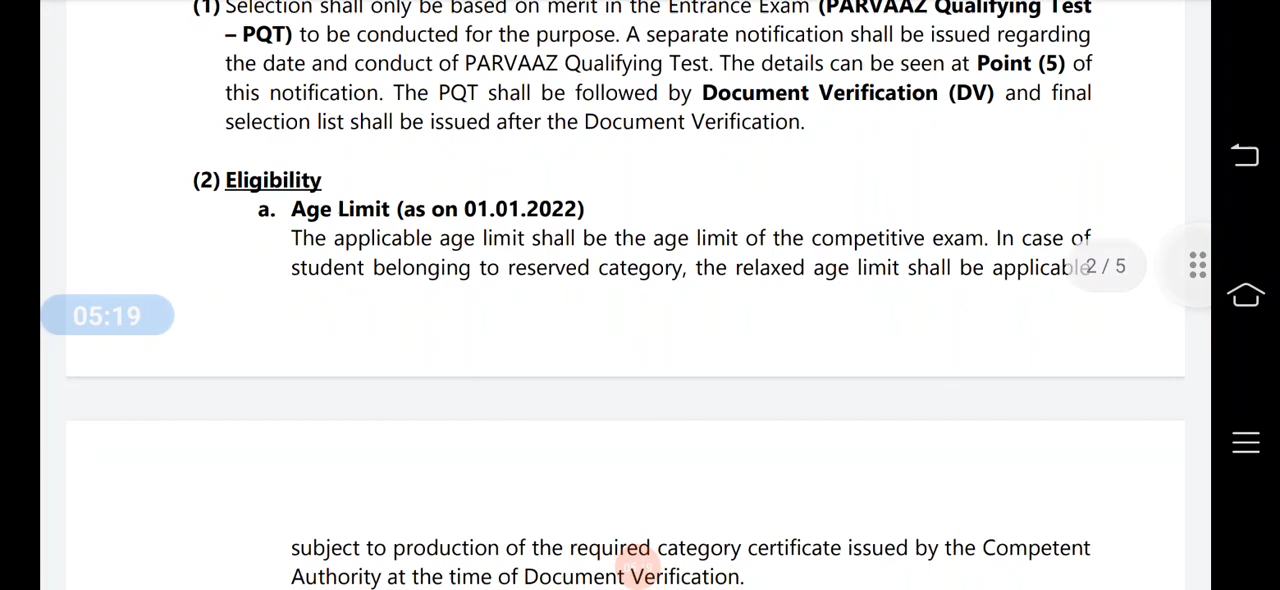 (1) Selection shall only be based on merit in the Entrance Exam (PARVAAZ Qualifying Test
– PQT) to be conducted for the purpose. A separate notification shall be issued regarding
the date and conduct of PARVAAZ Qualifying Test. The details can be seen at Point (5) of
this notification. The PQT shall be followed by Document Verification (DV) and final
selection list shall be issued after the Document Verification.
(2) Eligibility
a. Age Limit (as on 01.01.2022)
The applicable age limit shall be the age limit of the competitive exam. In case of
student belonging to reserved category, the relaxed age limit shall be applicable
2 / 5
05:19
subject to production of the required category certificate issued by the Competent
Authority at the time of Document Verification.
05:19